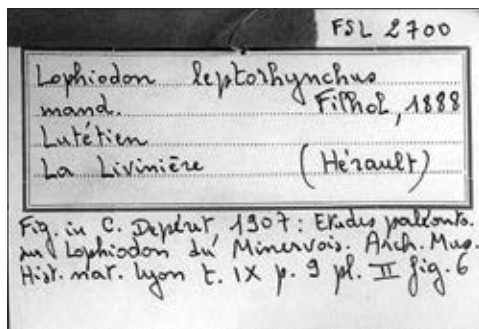 FSL 2700
Lophiodon leptorhynchus
mand. Filhol, 1888
Lutétien
La Livinière (Hérault)
Fig. in C. Depéret, 1907: Etudes paléonto.
sur Lophiodon du Minervois. Arch. Mus.
Hist. nat. Lyon t. IX p. 9 pl. II fig. 6